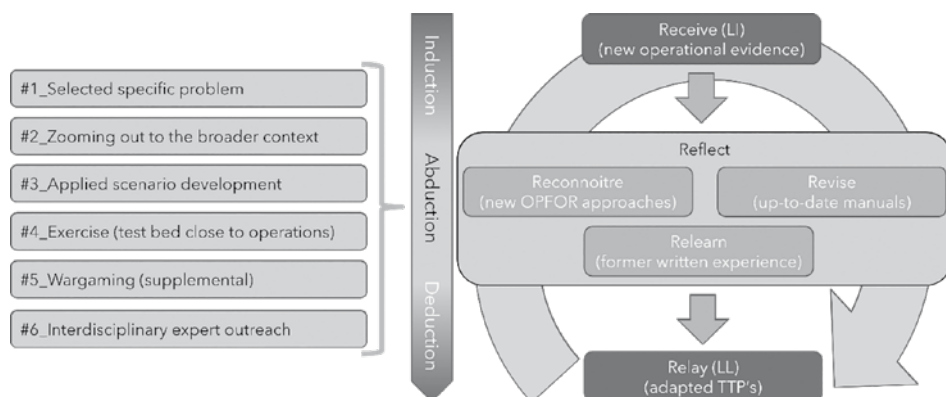 #1_Selected specific problem
#2_Zooming out to the broader context
#3_Applied scenario development
#4_Exercise (test bed close to operations)
#5_Wargaming (supplemental)
#6_Interdisciplinary expert outreach
Induction
Abduction
Deduction
Receive (LI)
(new operational evidence)
Reflect
Reconnoitre
(new OPFOR approaches)
Revise
(up-to-date manuals)
Relearn
(former written experience)
Relay (LL)
(adapted TTP's)